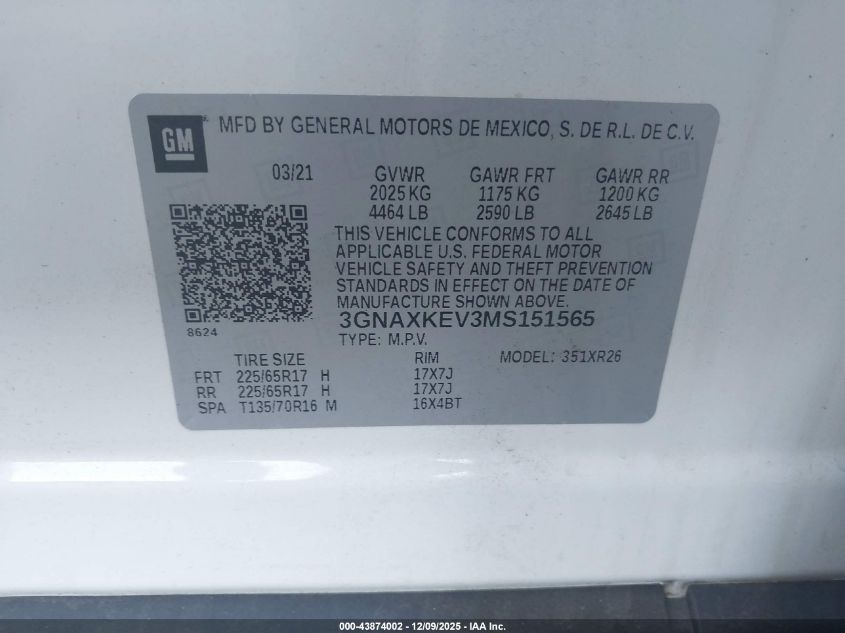 GM
MFD BY GENERAL MOTORS DE MEXICO, S. DE R.L. DE C.V.
03/21 GVWR GAWR FRT GAWR RR
2025 KG 1175 KG 1200 KG
4464 LB 2590 LB 2645 LB
THIS VEHICLE CONFORMS TO ALL
APPLICABLE U.S. FEDERAL MOTOR
VEHICLE SAFETY AND THEFT PREVENTION
STANDARDS IN EFFECT ON THE DATE OF
MANUFACTURE SHOWN ABOVE.
3GNAXKEV3MS151565
8624
TYPE: M.P.V.
TIRE SIZE RIM MODEL: 351XR26
FRT 225/65R17 H 17X7J
RR 225/65R17 H 17X7J
SPA T135/70R16 M 16X4BT
000-43874002 - 12/09/2025 - IAA Inc.